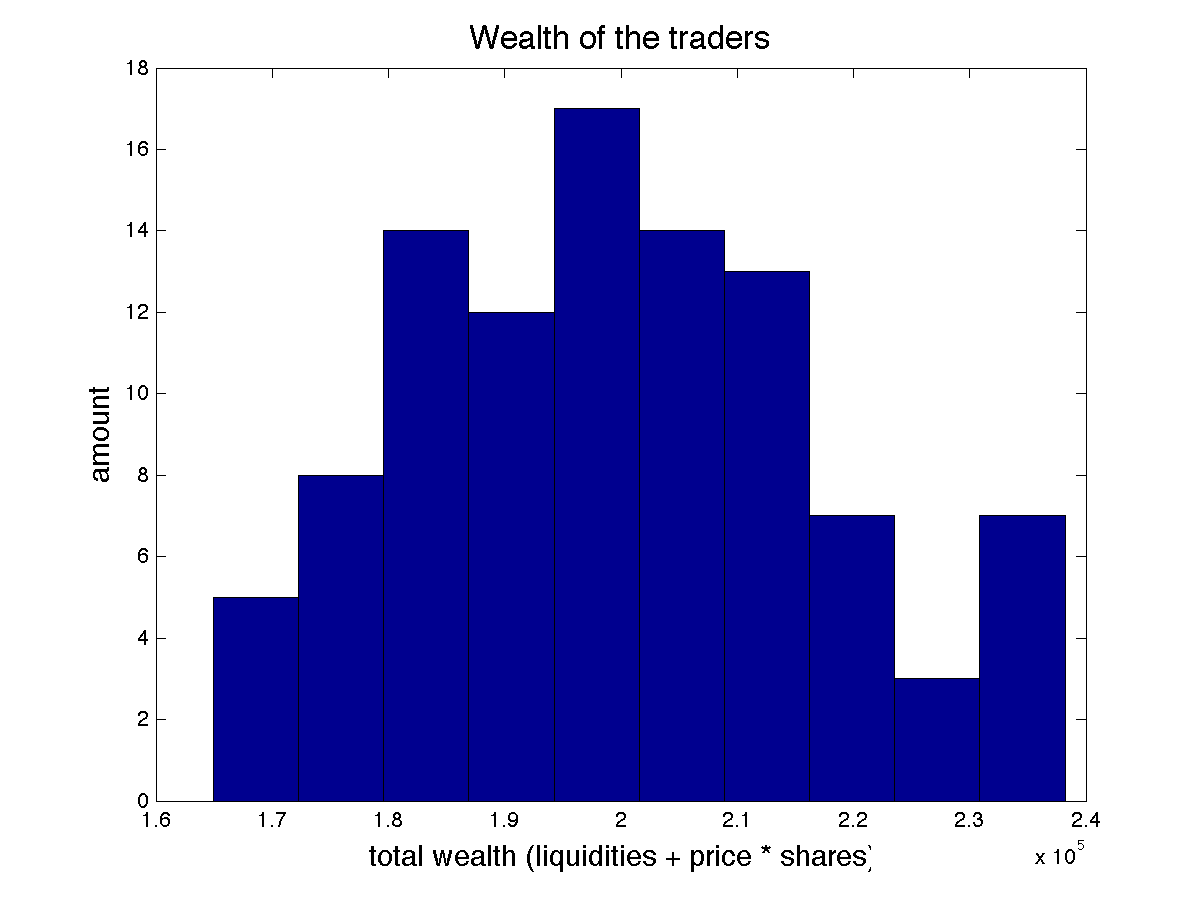 Wealth of the traders
18
16
14
12
10
8
6
4
2
0
amount
1.6 1.7 1.8 1.9 2 2.1 2.2 2.3 2.4
x 10^5
total wealth (liquidities + price * shares)